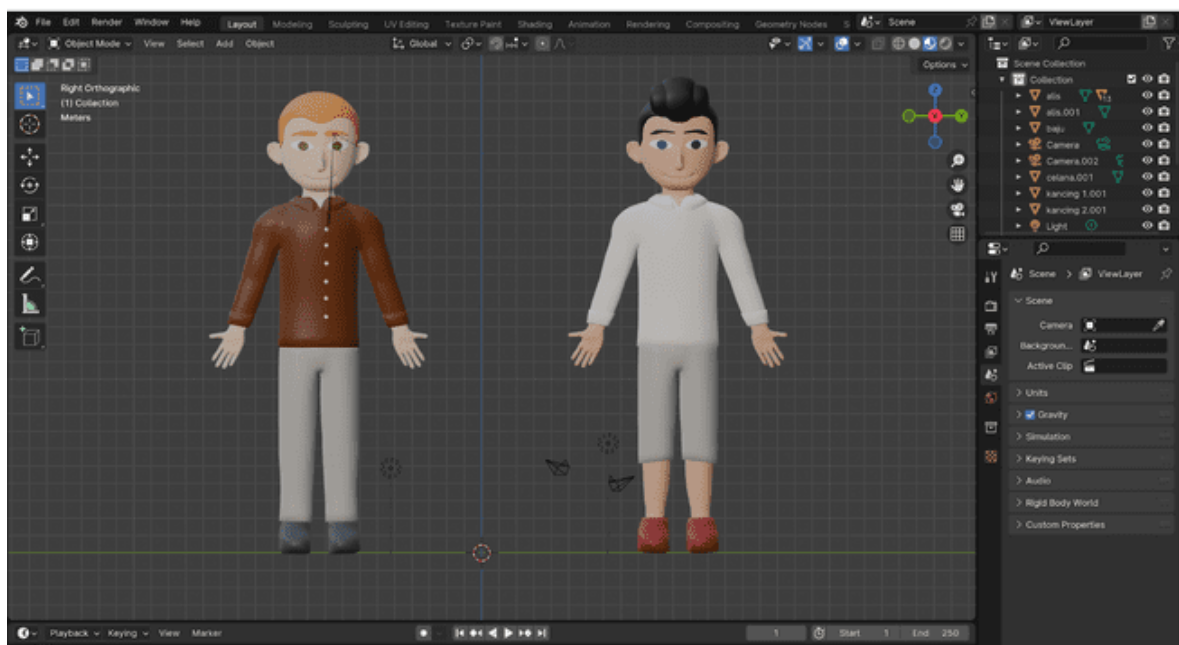 File Edit Render Window Help Layout Modeling Sculpting UV Editing Texture Paint Shading Animation Rendering Compositing Geometry Nodes S Scene ViewLayer
Object Mode View Select Add Object Global
Options
Right Orthographic
(1) Collection
Meters
Scene Collection
Collection
alis
alis.001
baju
Camera
Camera.002
celana.001
kancing 1.001
kancing 2.001
Light
Scene > ViewLayer
Scene
Camera
Backgroun...
Active Clip
Units
Gravity
Simulation
Keying Sets
Audio
Rigid Body World
Custom Properties
Playback Keying View Marker 1 Start 1 End 250